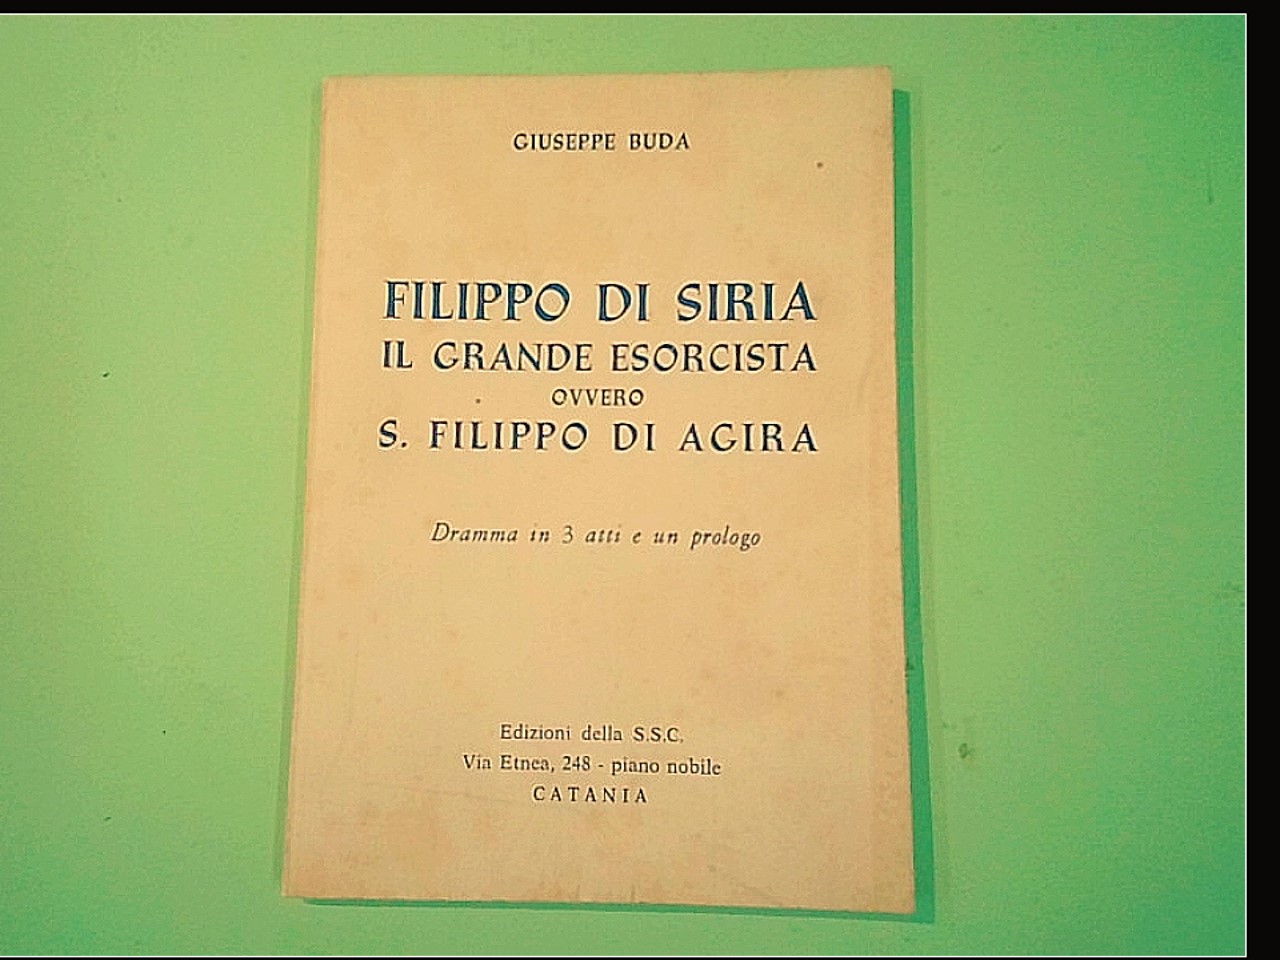 GIUSEPPE BUDA
FILIPPO DI SIRIA
IL GRANDE ESORCISTA
OVVERO
S. FILIPPO DI AGIRA
Dramma in 3 atti e un prologo
Edizioni della S.S.C.
Via Etnea, 248 - piano nobile
CATANIA